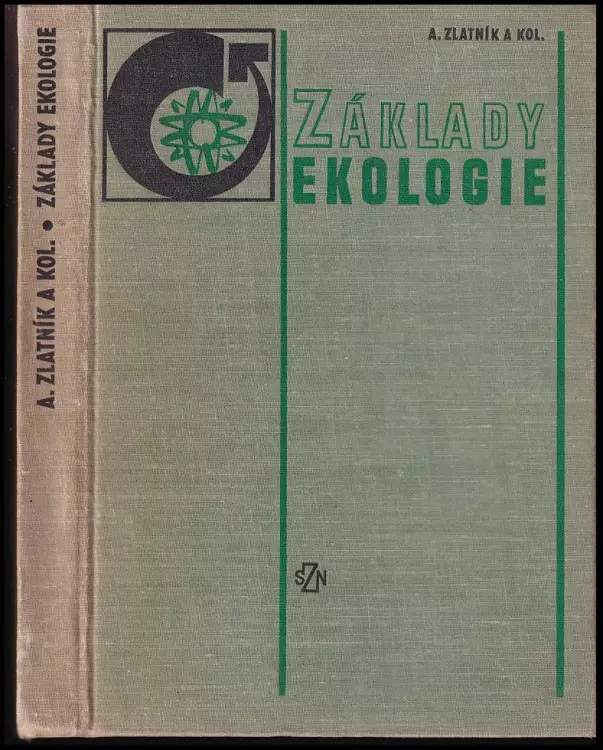 A. ZLATNÍK A KOL. • ZÁKLADY EKOLOGIE
A. ZLATNÍK A KOL.
ZÁKLADY
EKOLOGIE
SZN